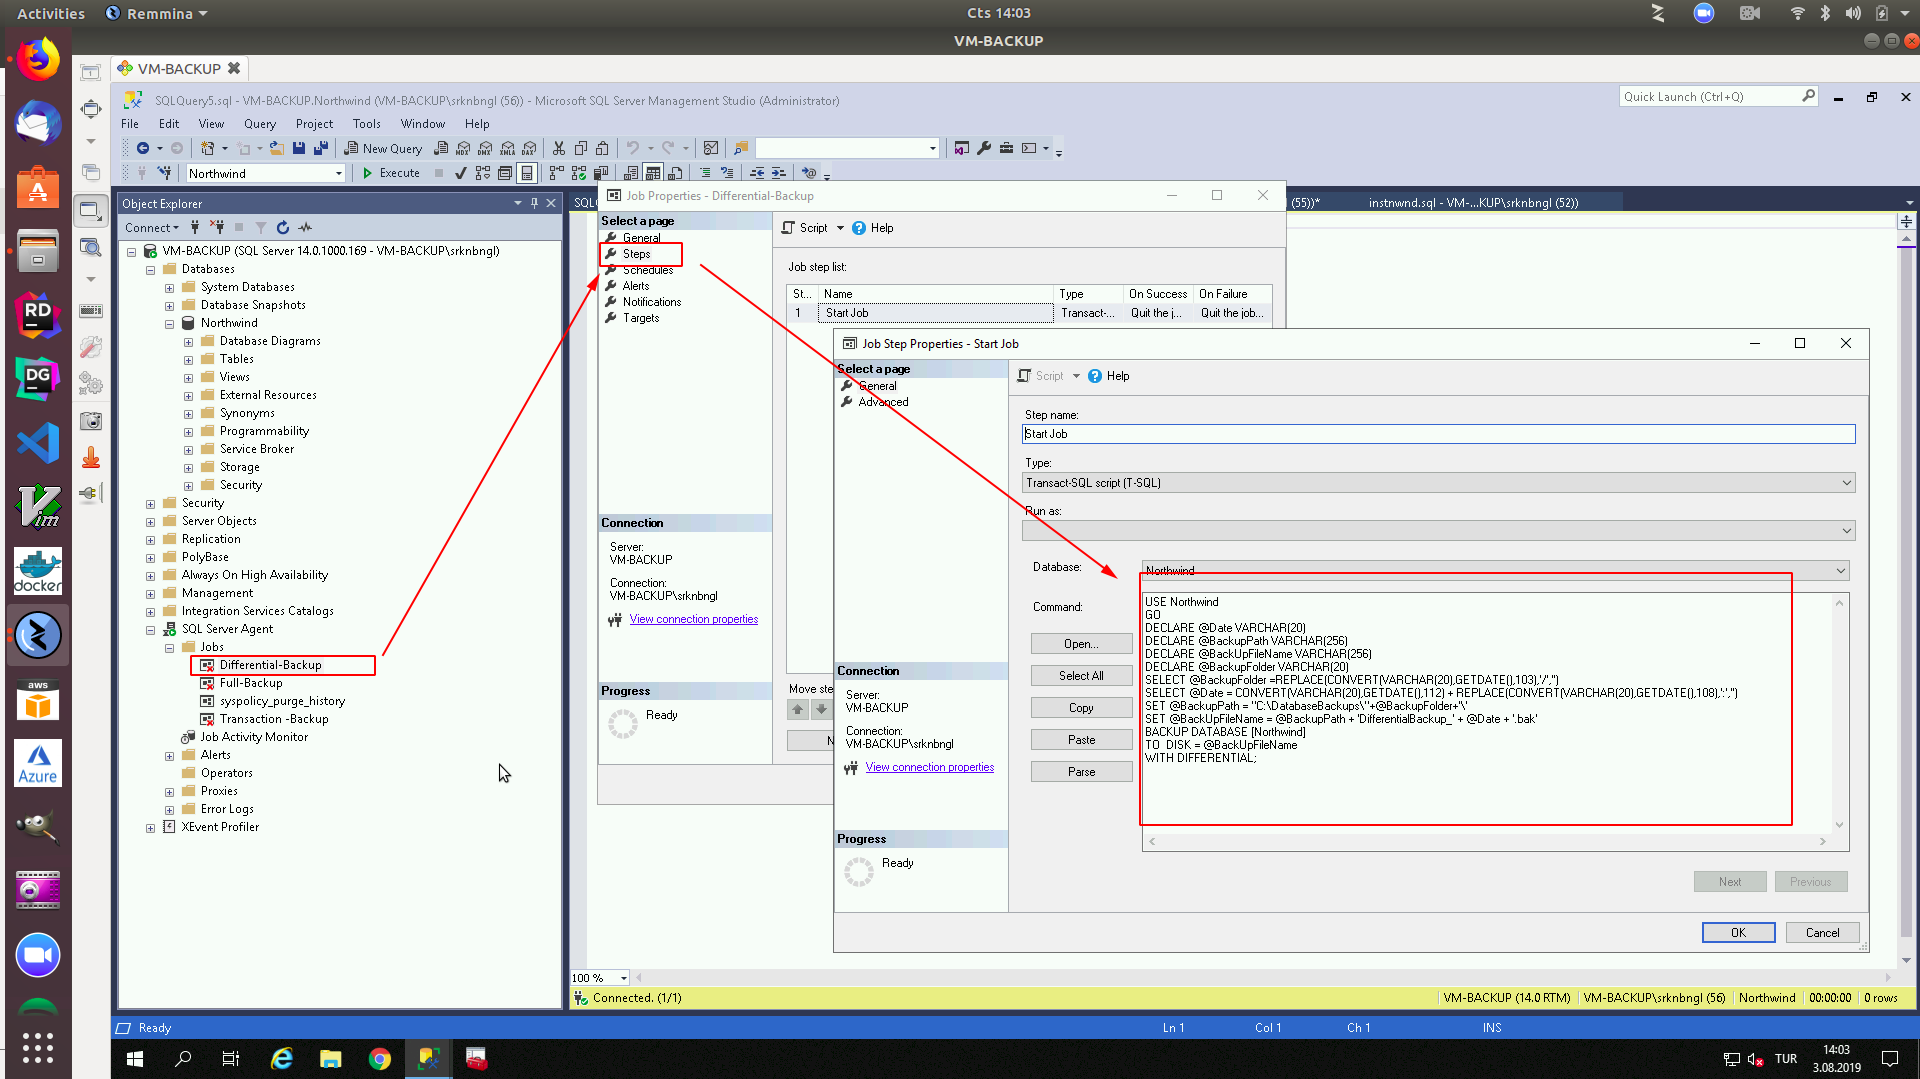 Activities
Remmina
Cts 14:03
VM-BACKUP
VM-BACKUP
SQLQuery5.sql - VM-BACKUP.Northwind (VM-BACKUP\srknbngl (56)) - Microsoft SQL Server Management Studio (Administrator)
Quick Launch (Ctrl+Q)
File Edit View Query Project Tools Window Help
New Query
MDX DMX XMLA DAX
Northwind
Execute
Object Explorer
Connect
VM-BACKUP (SQL Server 14.0.1000.169 - VM-BACKUP\srknbngl)
Databases
System Databases
Database Snapshots
Northwind
Database Diagrams
Tables
Views
External Resources
Synonyms
Programmability
Service Broker
Storage
Security
Security
Server Objects
Replication
PolyBase
Always On High Availability
Management
Integration Services Catalogs
SQL Server Agent
Jobs
Differential-Backup
Full-Backup
syspolicy_purge_history
Transaction -Backup
Job Activity Monitor
Alerts
Operators
Proxies
Error Logs
XEvent Profiler
SQL
(55))*
instnwnd.sql - VM-...KUP\srknbngl (52))
Job Properties - Differential-Backup
Select a page
General
Steps
Schedules
Alerts
Notifications
Targets
Script
Help
Job step list:
St... Name Type On Success On Failure
1 Start Job Transact-... Quit the j... Quit the job...
Connection
Server:
VM-BACKUP
Connection:
VM-BACKUP\srknbngl
View connection properties
Progress
Ready
Move ste
N
Job Step Properties - Start Job
Select a page
General
Advanced
Script
Help
Step name:
Start Job
Type:
Transact-SQL script (T-SQL)
Run as:
Database:
Northwind
Command:
Open...
Select All
Copy
Paste
Parse
USE Northwind
GO
DECLARE @Date VARCHAR(20)
DECLARE @BackupPath VARCHAR(256)
DECLARE @BackUpFileName VARCHAR(256)
DECLARE @BackupFolder VARCHAR(20)
SELECT @BackupFolder =REPLACE(CONVERT(VARCHAR(20),GETDATE(),103),'/','')
SELECT @Date = CONVERT(VARCHAR(20),GETDATE(),112) + REPLACE(CONVERT(VARCHAR(20),GETDATE(),108),':','')
SET @BackupPath = ''C:\DatabaseBackups\''+@BackupFolder+'\'
SET @BackUpFileName = @BackupPath + 'DifferentialBackup_' + @Date + '.bak'
BACKUP DATABASE [Northwind]
TO DISK = @BackUpFileName
WITH DIFFERENTIAL;
Connection
Server:
VM-BACKUP
Connection:
VM-BACKUP\srknbngl
View connection properties
Progress
Ready
Next
Previous
OK
Cancel
100 %
Connected. (1/1)
VM-BACKUP (14.0 RTM)
VM-BACKUP\srknbngl (56)
Northwind
00:00:00
0 rows
Ready
Ln 1
Col 1
Ch 1
INS
TUR
14:03
3.08.2019
RD
DG
Vim
docker
aws
Azure